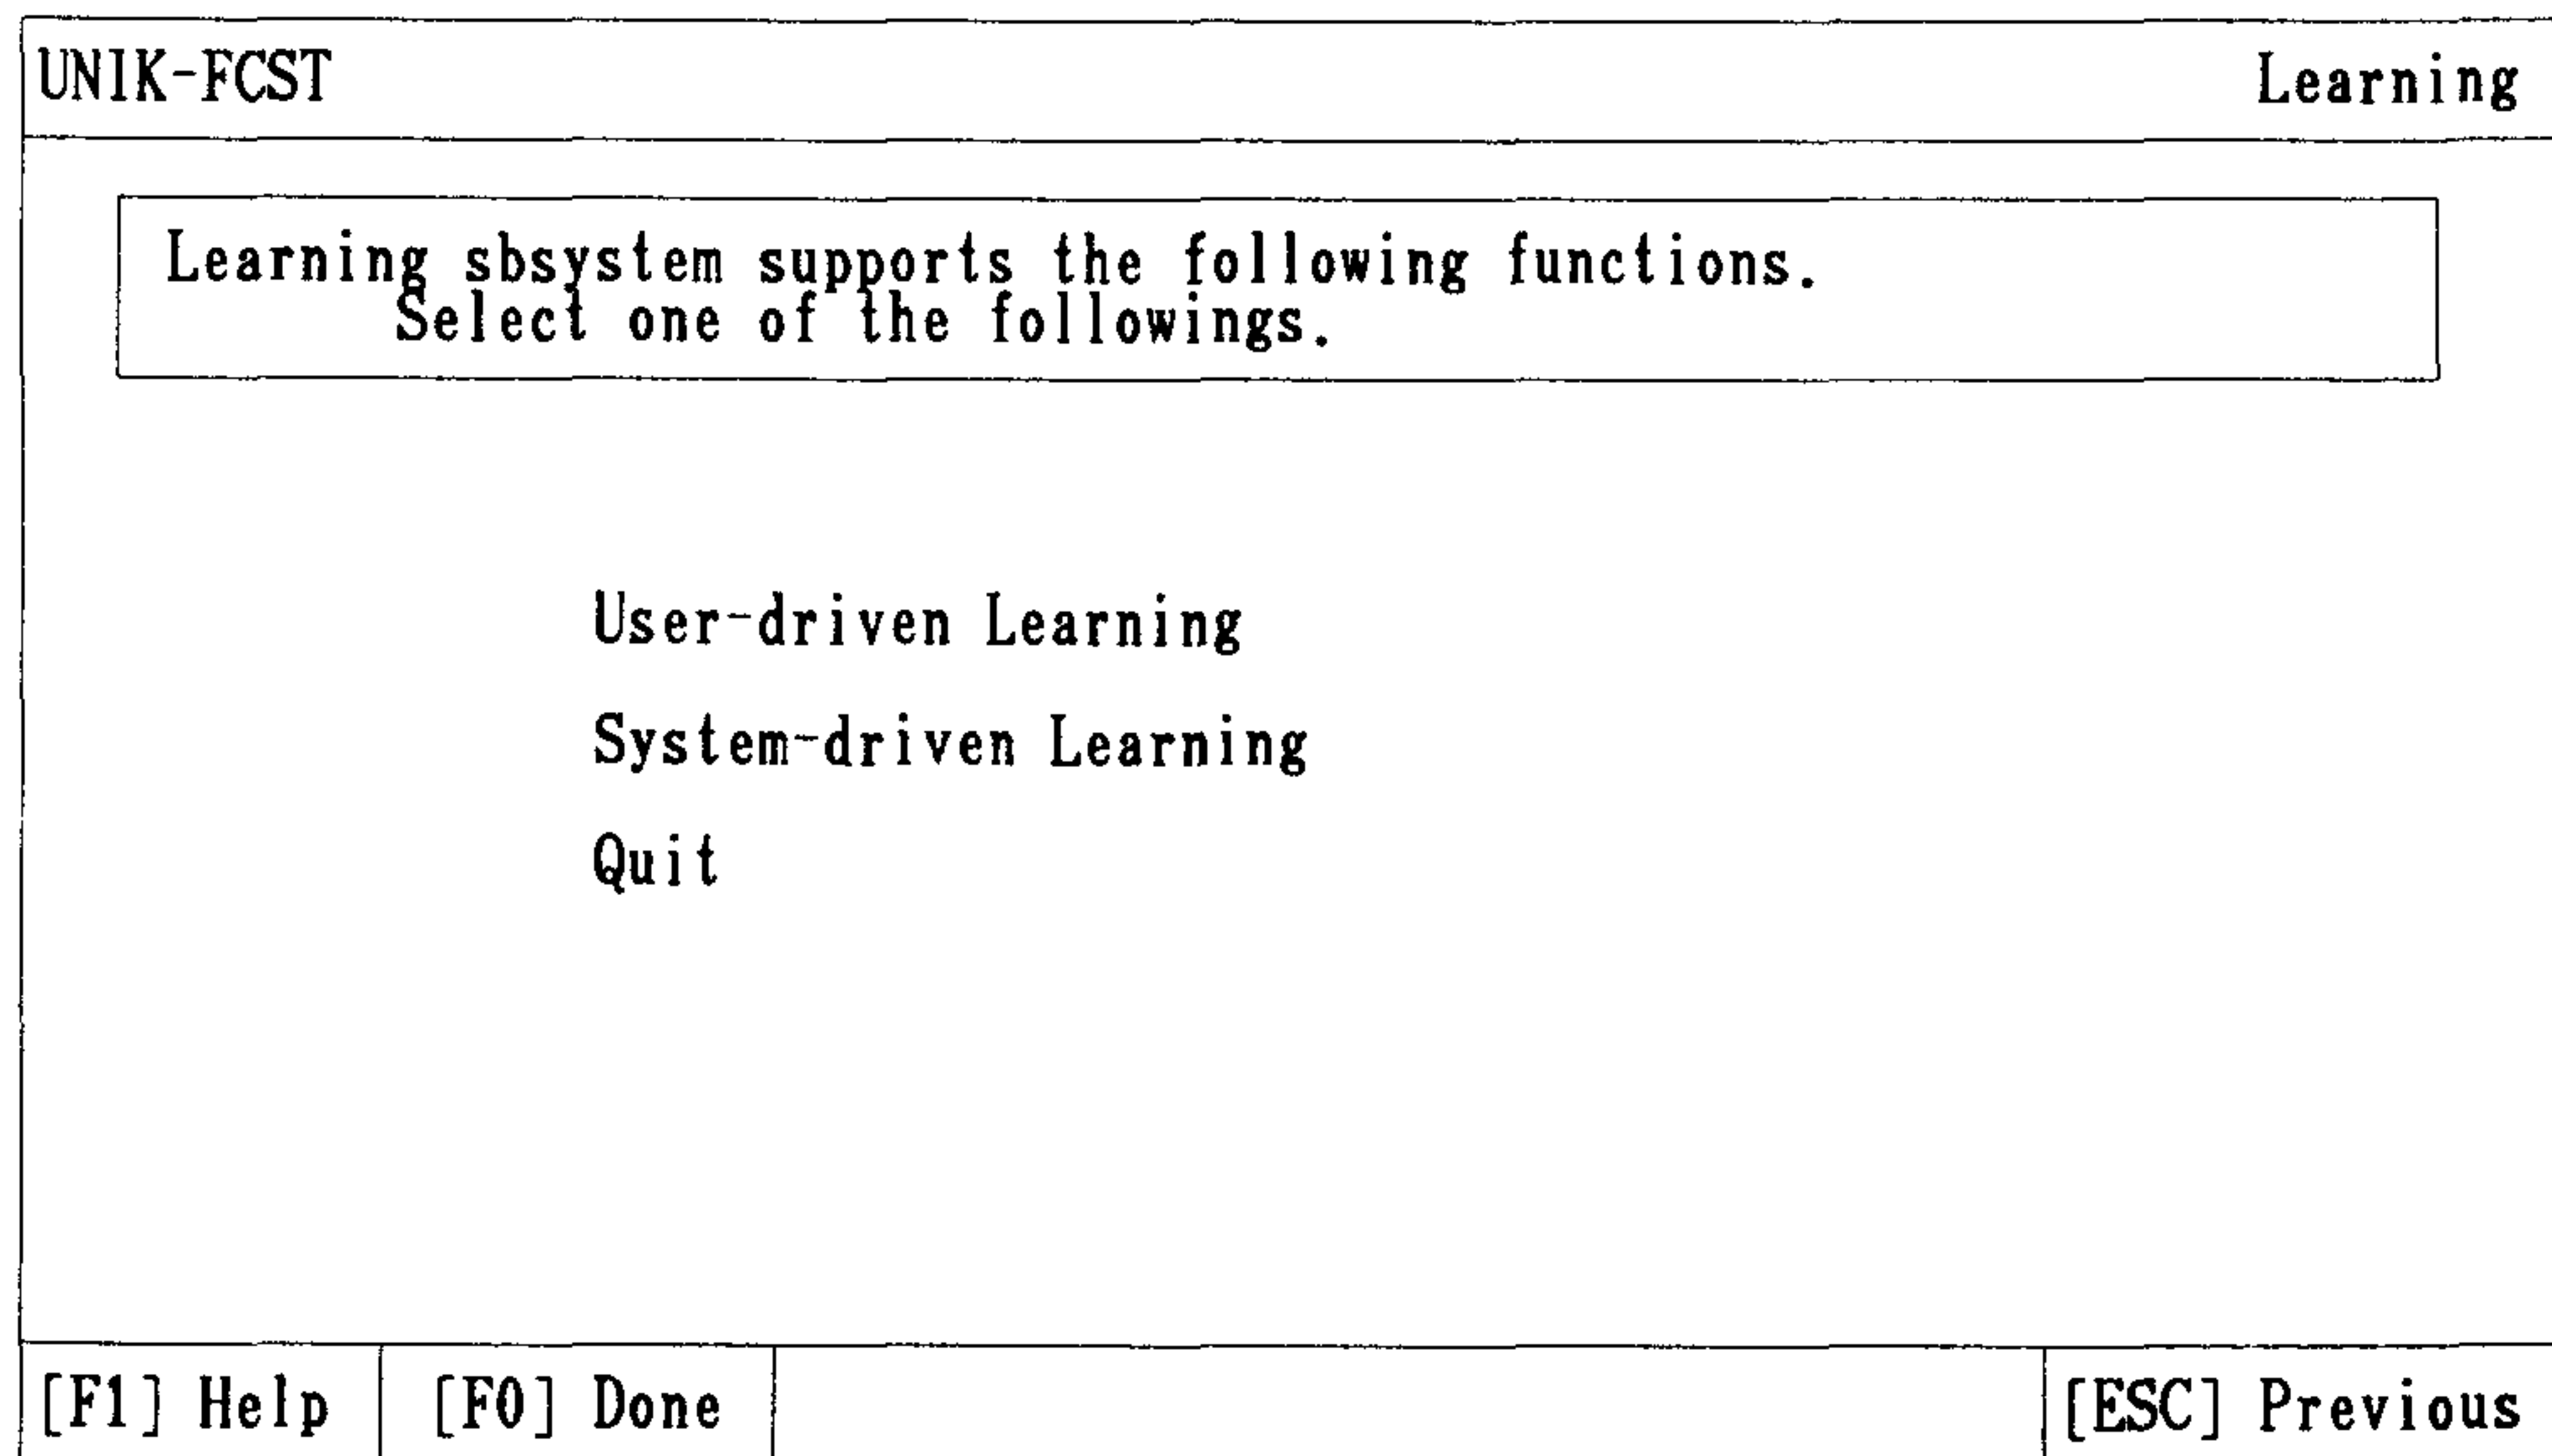 UNIK-FCST Learning
Learning sbsystem supports the following functions.
Select one of the followings.
User-driven Learning
System-driven Learning
Quit
[F1] Help [F0] Done [ESC] Previous